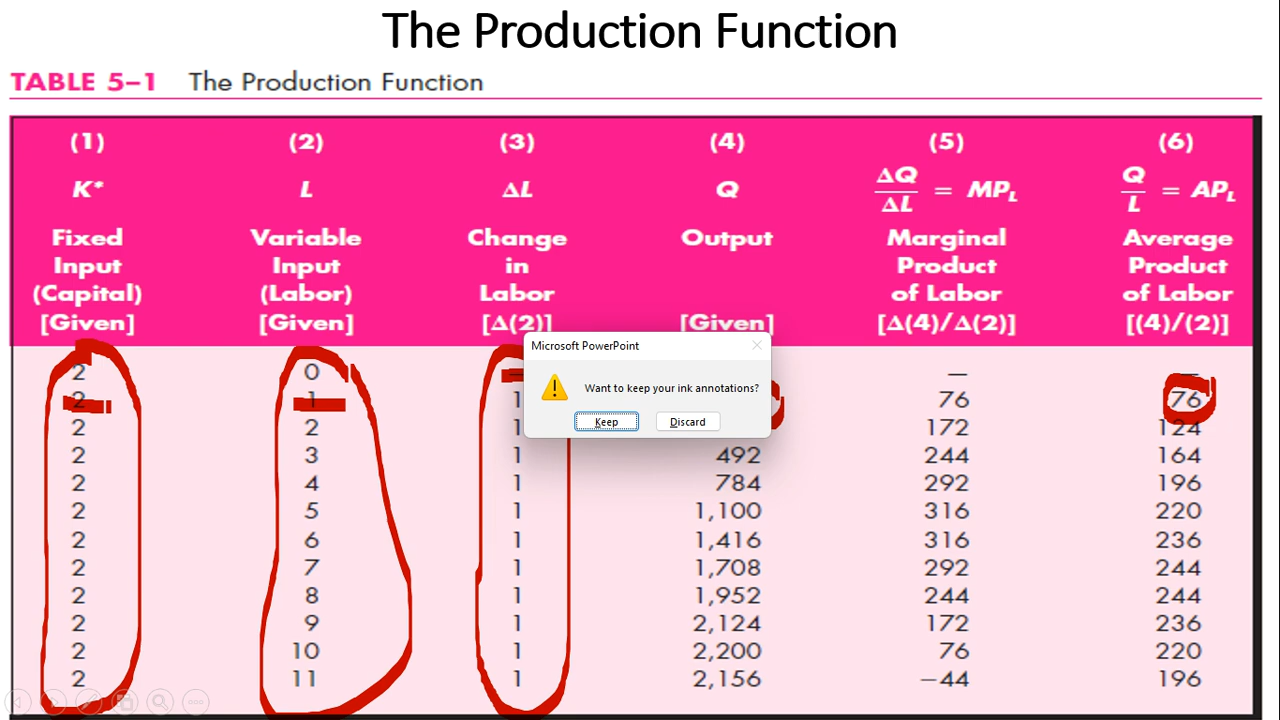 The Production Function
TABLE 5–1 The Production Function
(1) (2) (3) (4) (5) (6)
K* L ΔL Q ΔQ/ΔL = MPL Q/L = APL
Fixed Variable Change Output Marginal Average
Input Input in Product Product
(Capital) (Labor) Labor of Labor of Labor
[Given] [Given] [Δ(2)] [Given] [Δ(4)/Δ(2)] [(4)/(2)]
Microsoft PowerPoint
Want to keep your ink annotations?
Keep Discard
2 0 — — —
2 1 1 76 76
2 2 1 172 124
2 3 1 492 244 164
2 4 1 784 292 196
2 5 1 1,100 316 220
2 6 1 1,416 316 236
2 7 1 1,708 292 244
2 8 1 1,952 244 244
2 9 1 2,124 172 236
2 10 1 2,200 76 220
2 11 1 2,156 −44 196